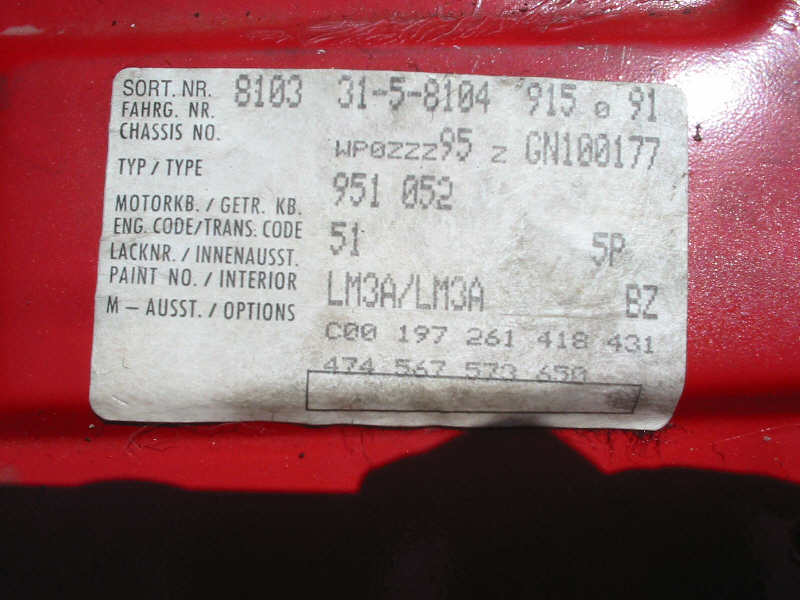 SORT. NR. 8103 31-5-8104 915 0 91
FAHRG. NR.
CHASSIS NO. WP0ZZZ95 Z GN100177
TYP / TYPE 951 052
MOTORKB. / GETR. KB.
ENG. CODE/TRANS. CODE 51 5P
LACKNR. / INNENAUSST.
PAINT NO. / INTERIOR LM3A/LM3A BZ
M – AUSST. / OPTIONS C00 197 261 418 431
474 567 573 650